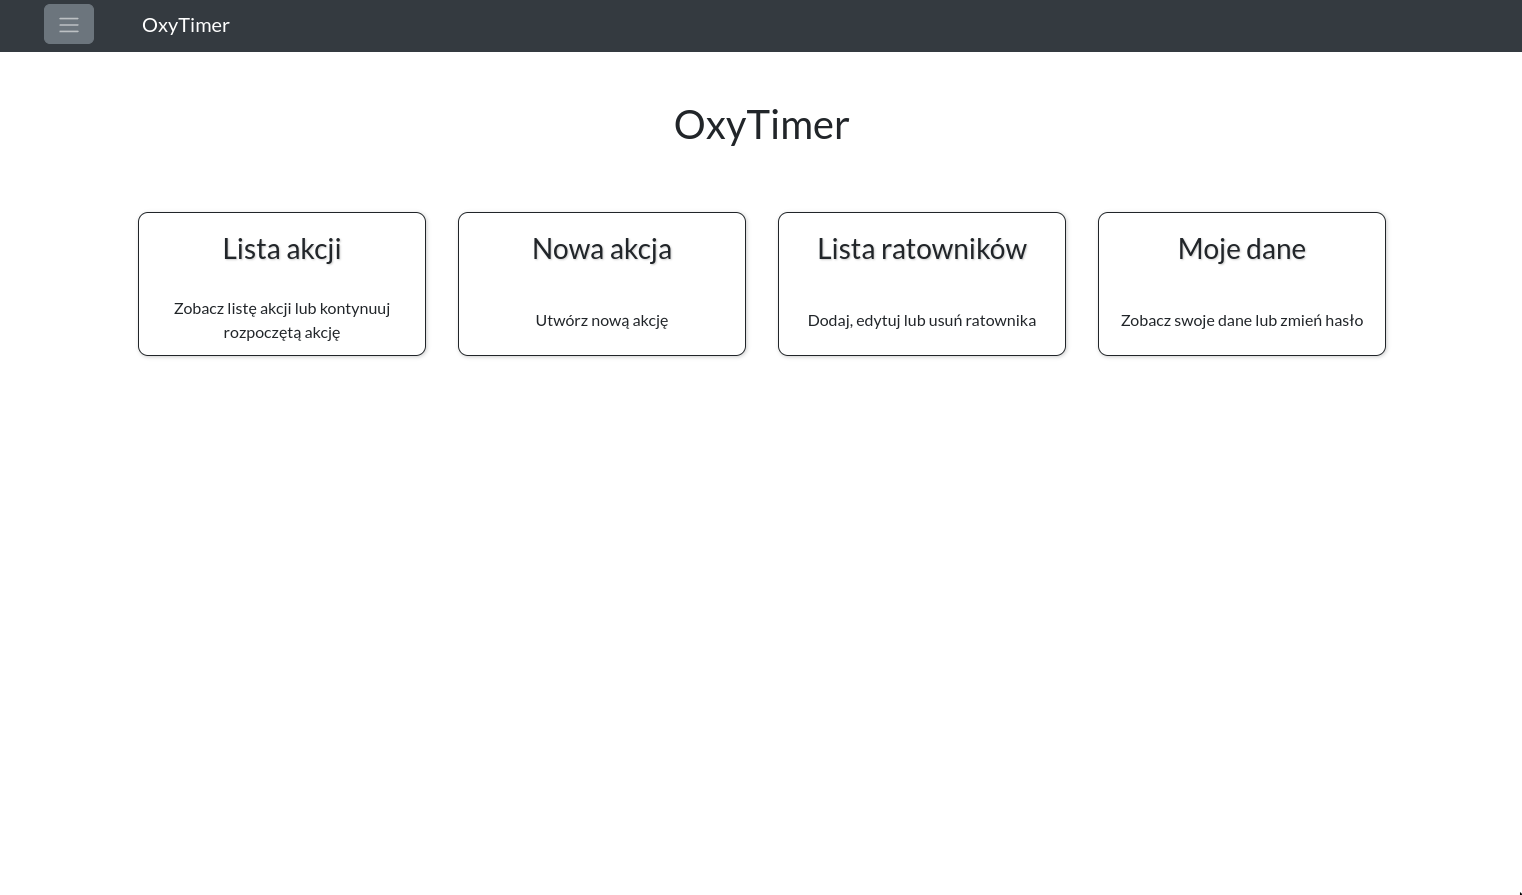 OxyTimer
OxyTimer
Lista akcji
Zobacz listę akcji lub kontynuuj
rozpoczętą akcję
Nowa akcja
Utwórz nową akcję
Lista ratowników
Dodaj, edytuj lub usuń ratownika
Moje dane
Zobacz swoje dane lub zmień hasło